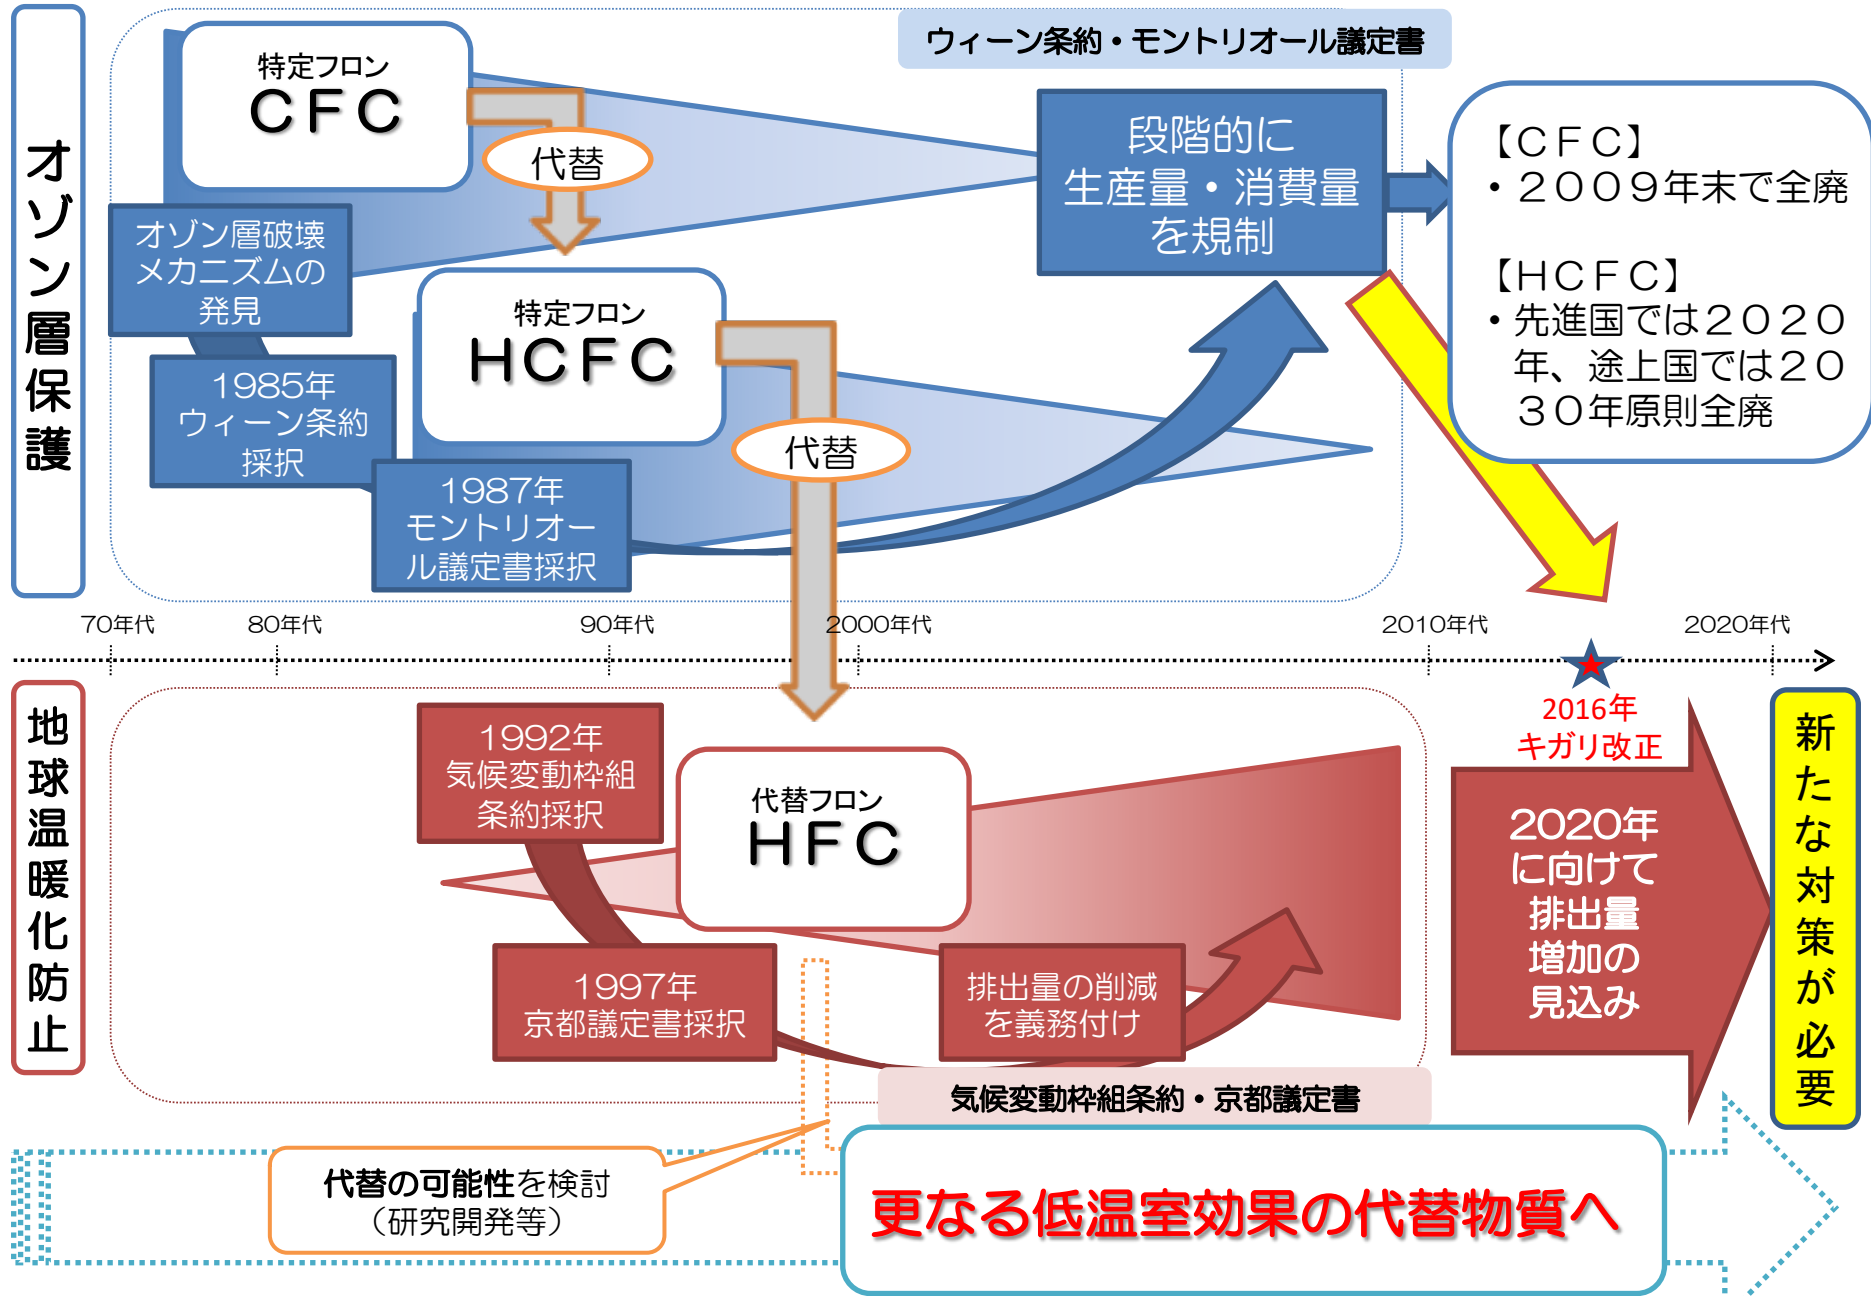 オゾン層保護
ウィーン条約・モントリオール議定書
特定フロン
ＣＦＣ
代替
オゾン層破壊
メカニズムの
発見
1985年
ウィーン条約
採択
1987年
モントリオー
ル議定書採択
特定フロン
ＨＣＦＣ
代替
段階的に
生産量・消費量
を規制
【ＣＦＣ】
・２００９年末で全廃
【ＨＣＦＣ】
・先進国では２０２０
年、途上国では２０
３０年原則全廃
70年代
80年代
90年代
2000年代
2010年代
2020年代
2016年
キガリ改正
地球温暖化防止
1992年
気候変動枠組
条約採択
代替フロン
ＨＦＣ
1997年
京都議定書採択
排出量の削減
を義務付け
気候変動枠組条約・京都議定書
2020年
に向けて
排出量
増加の
見込み
新たな対策が必要
代替の可能性を検討
（研究開発等）
更なる低温室効果の代替物質へ